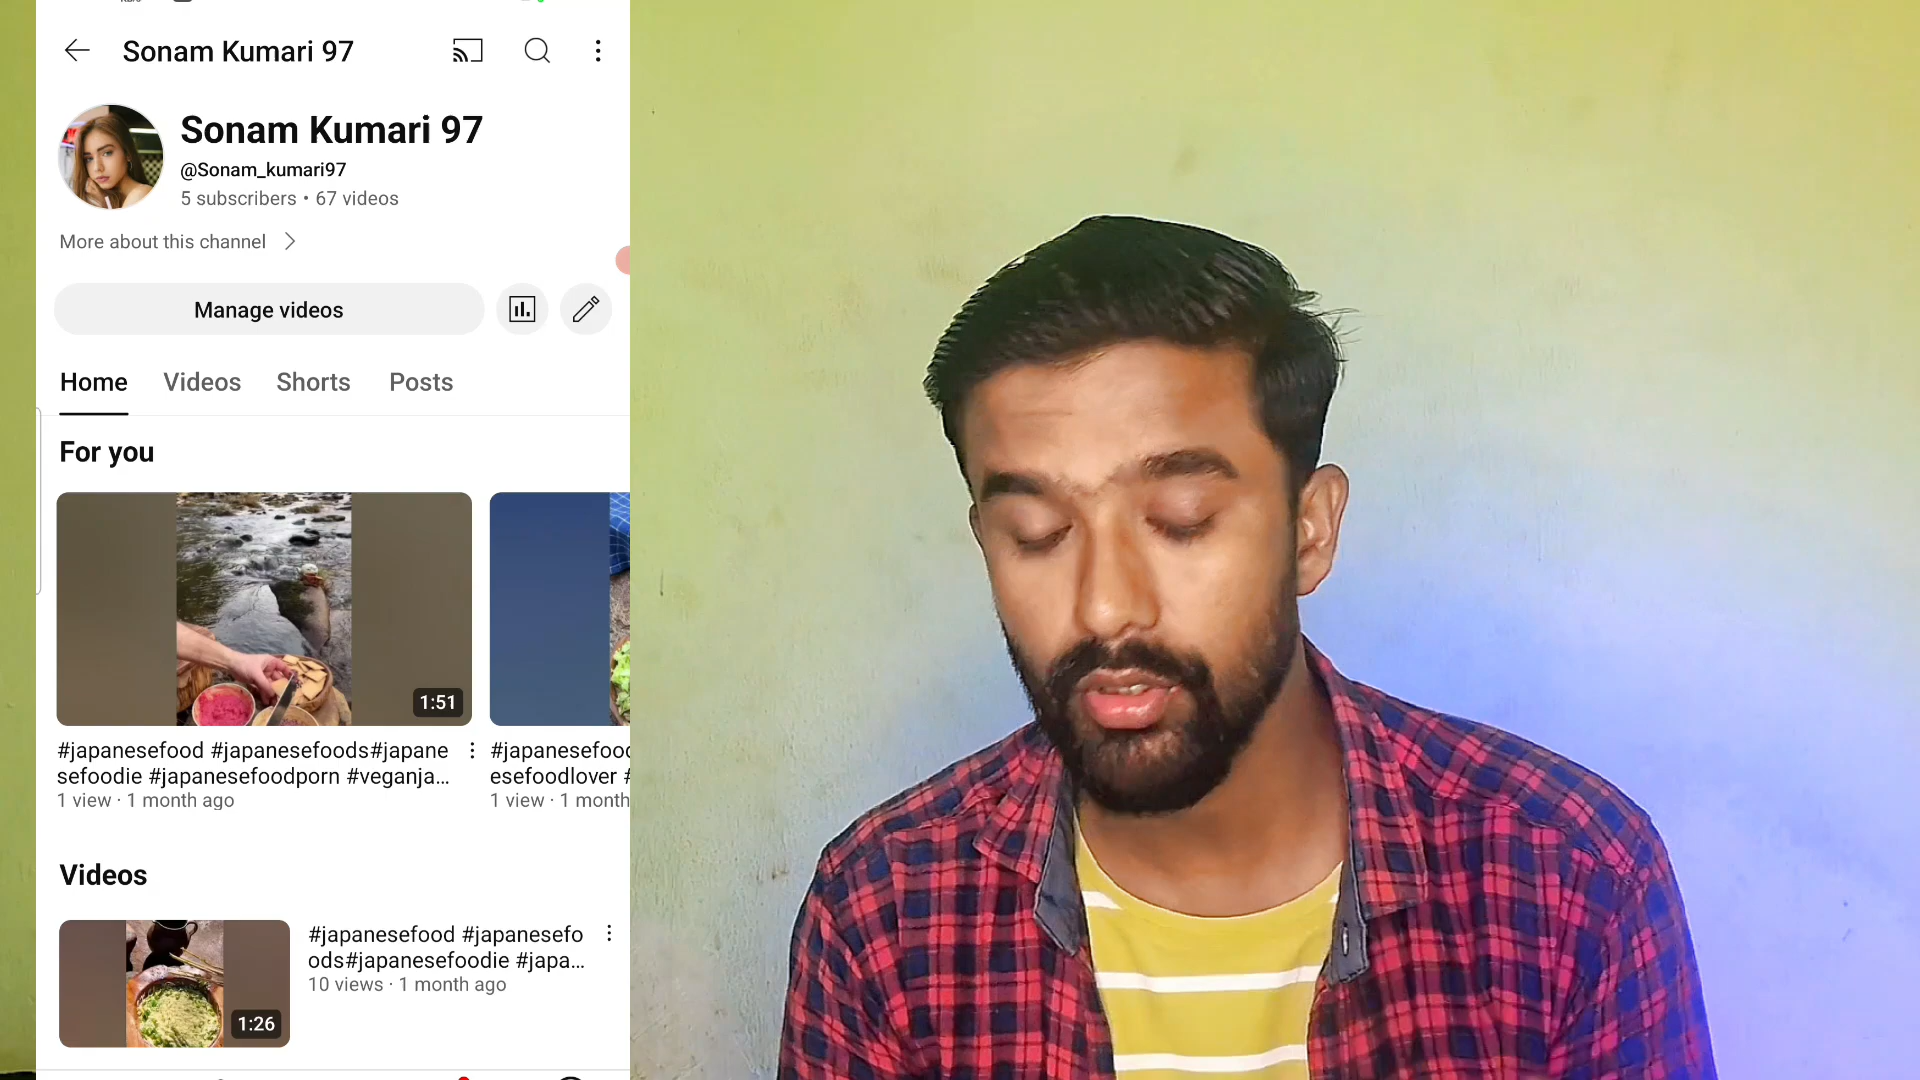 Sonam Kumari 97
Sonam Kumari 97
@Sonam_kumari97
5 subscribers • 67 videos
More about this channel
Manage videos
Home Videos Shorts Posts
For you
1:51
#japanesefood #japanesefoods#japane
sefoodie #japanesefoodporn #veganja...
1 view · 1 month ago
#japanesefood
esefoodlover #
1 view · 1 month
Videos
1:26
#japanesefood #japanesefo
ods#japanesefoodie #japa...
10 views · 1 month ago